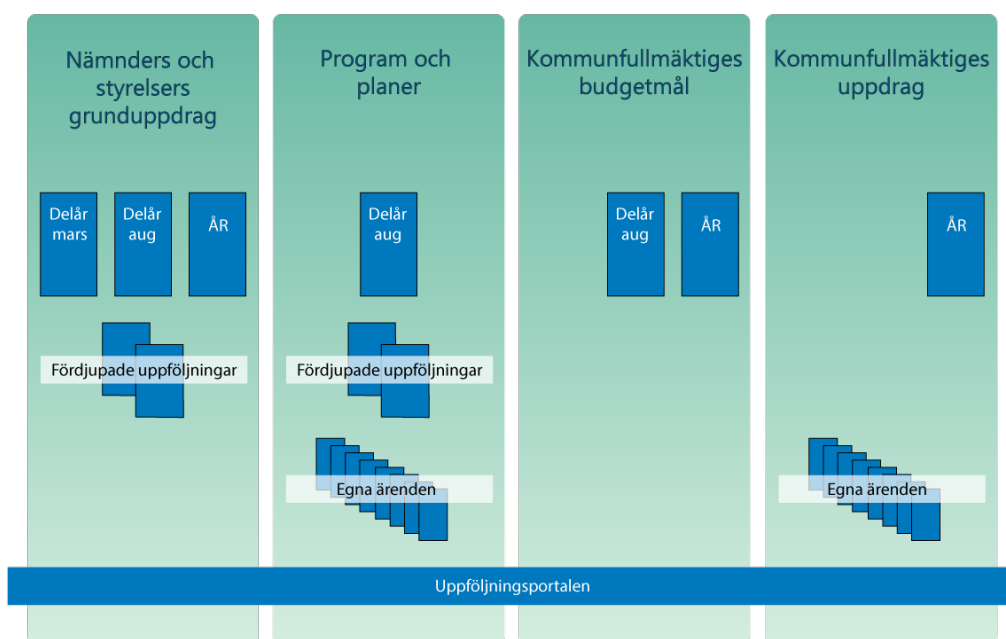 Nämnders och
styrelsers
grunduppdrag
Program och
planer
Kommunfullmäktiges
budgetmål
Kommunfullmäktiges
uppdrag
Delår
mars
Delår
aug
ÅR
Delår
aug
Delår
aug
ÅR
ÅR
Fördjupade uppföljningar
Fördjupade uppföljningar
Egna ärenden
Egna ärenden
Uppföljningsportalen